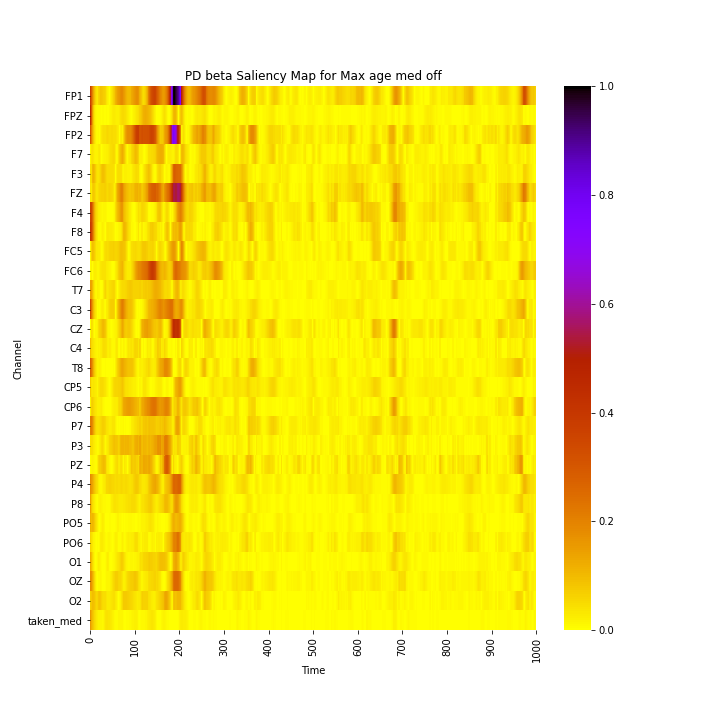 PD beta Saliency Map for Max age med off
Channel
FP1
FPZ
FP2
F7
F3
FZ
F4
F8
FC5
FC6
T7
C3
CZ
C4
T8
CP5
CP6
P7
P3
PZ
P4
P8
PO5
PO6
O1
OZ
O2
taken_med
0
100
200
300
400
500
600
700
800
900
1000
Time
1.0
0.8
0.6
0.4
0.2
0.0